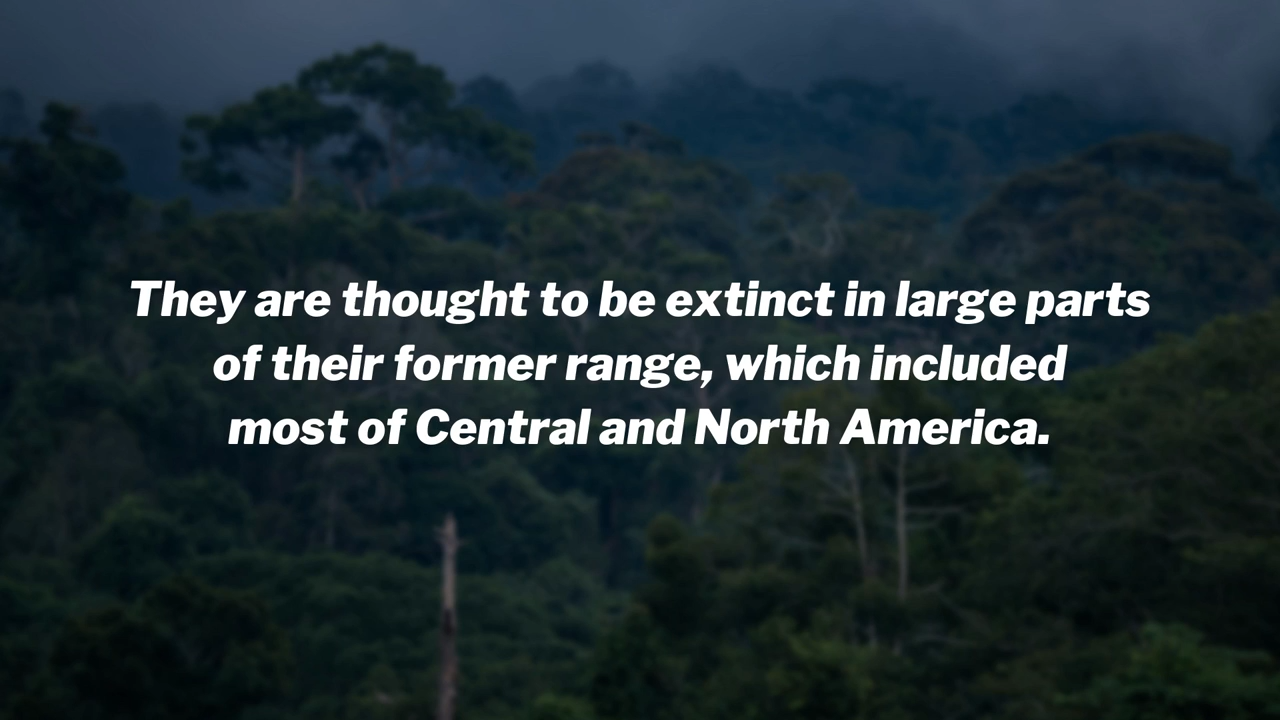 They are thought to be extinct in large parts
of their former range, which included
most of Central and North America.